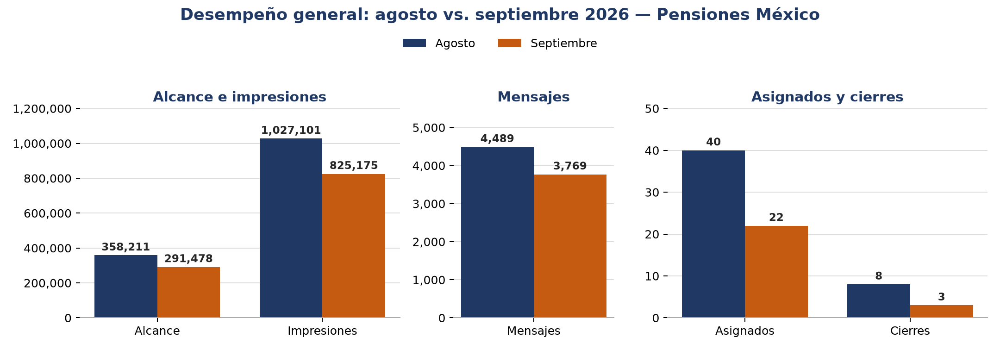 Desempeño general: agosto vs. septiembre 2026 — Pensiones México
Agosto
Septiembre
Alcance e impresiones
1,200,000
1,000,000
800,000
600,000
400,000
200,000
0
358,211
291,478
1,027,101
825,175
Alcance
Impresiones
Mensajes
5,000
4,000
3,000
2,000
1,000
0
4,489
3,769
Mensajes
Asignados y cierres
50
40
30
20
10
0
40
22
8
3
Asignados
Cierres